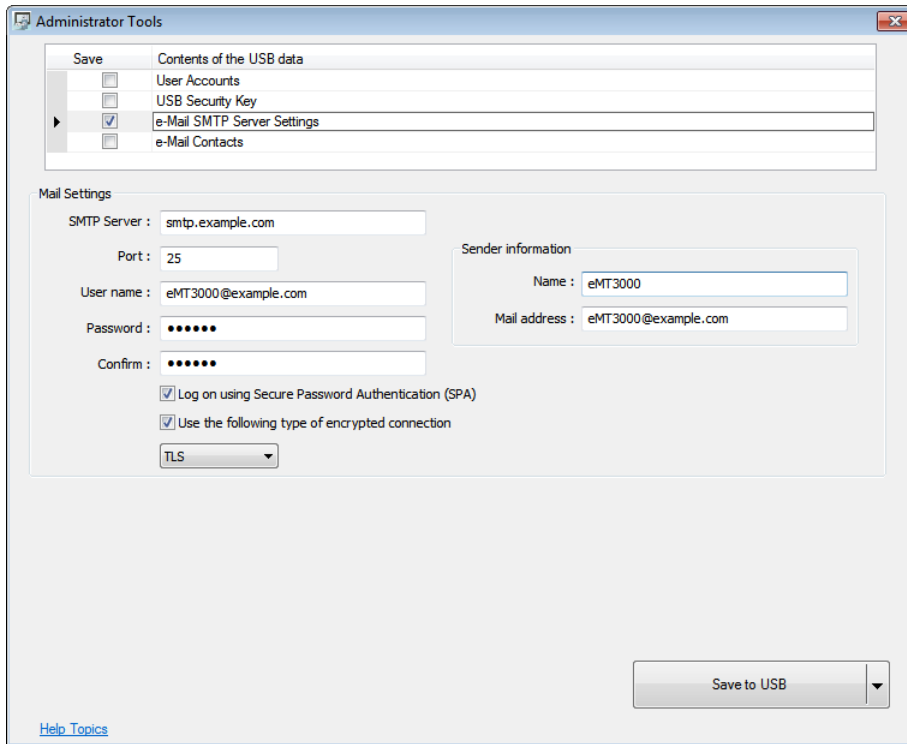 Administrator Tools
Save Contents of the USB data
User Accounts
USB Security Key
e-Mail SMTP Server Settings
e-Mail Contacts
Mail Settings
SMTP Server : smtp.example.com
Port : 25
User name : eMT3000@example.com
Password : ●●●●●●
Confirm : ●●●●●●
Sender information
Name : eMT3000
Mail address : eMT3000@example.com
Log on using Secure Password Authentication (SPA)
Use the following type of encrypted connection
TLS
Save to USB
Help Topics